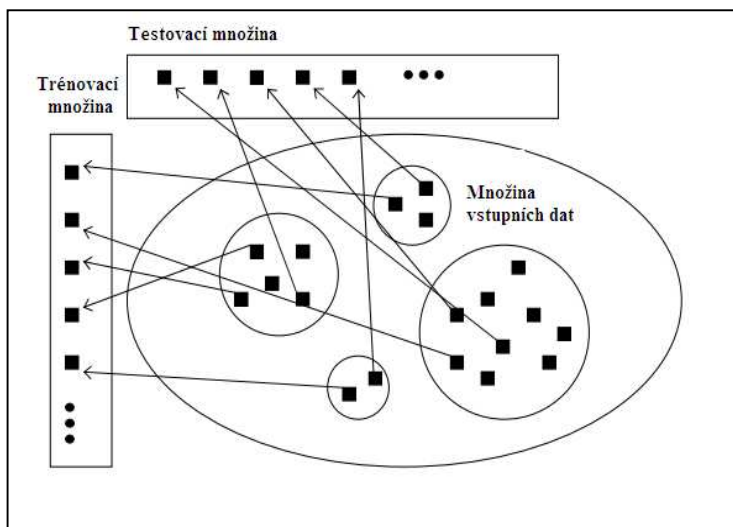 Testovací množina
Trénovací
množina
Množina
vstupních dat